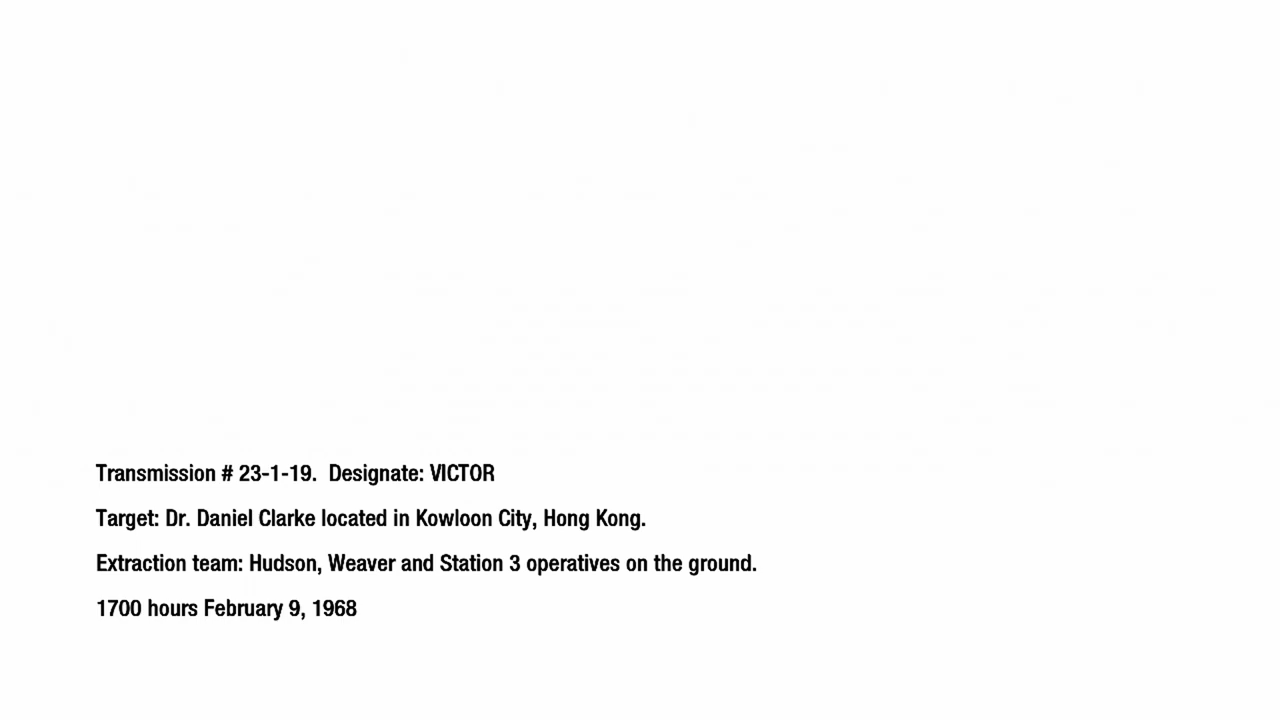 Transmission # 23-1-19.  Designate: VICTOR
Target: Dr. Daniel Clarke located in Kowloon City, Hong Kong.
Extraction team: Hudson, Weaver and Station 3 operatives on the ground.
1700 hours February 9, 1968